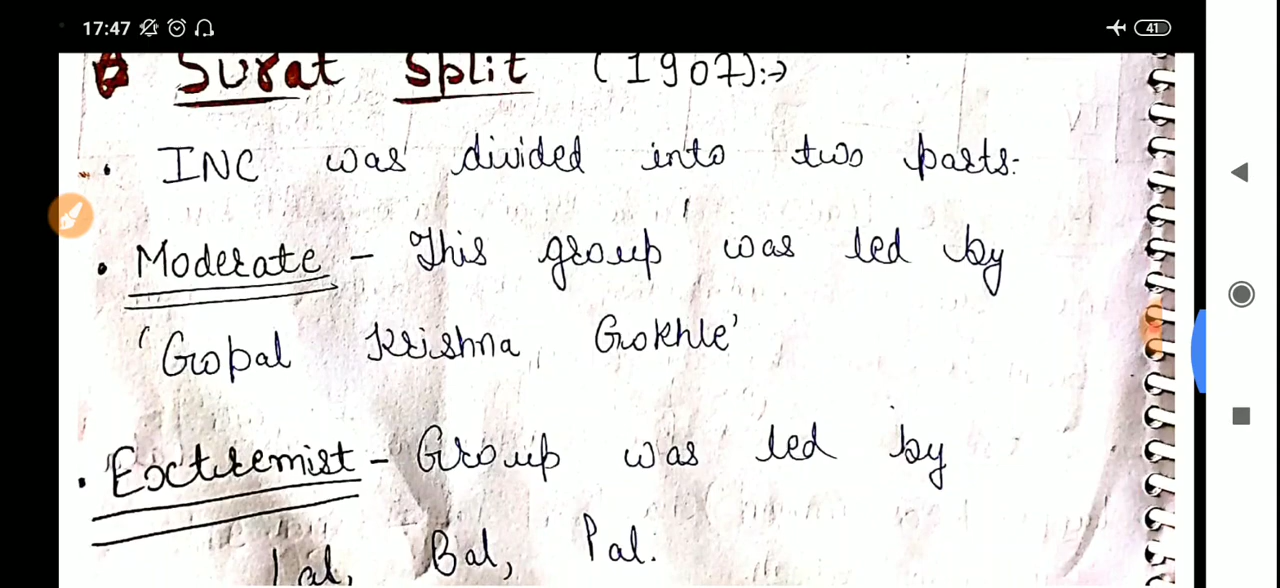 17:47 41
Surat Split (1907):→
• INC was divided into two parts:
• Moderate - This group was led by
'Gopal Krishna Gokhle'
• Exctremist - Group was led by
Lal, Bal, Pal.